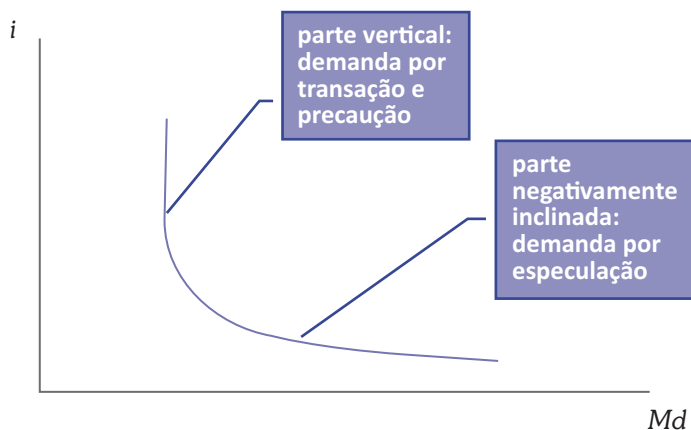 i
parte vertical:
demanda por
transação e
precaução
parte
negativamente
inclinada:
demanda por
especulação
Md